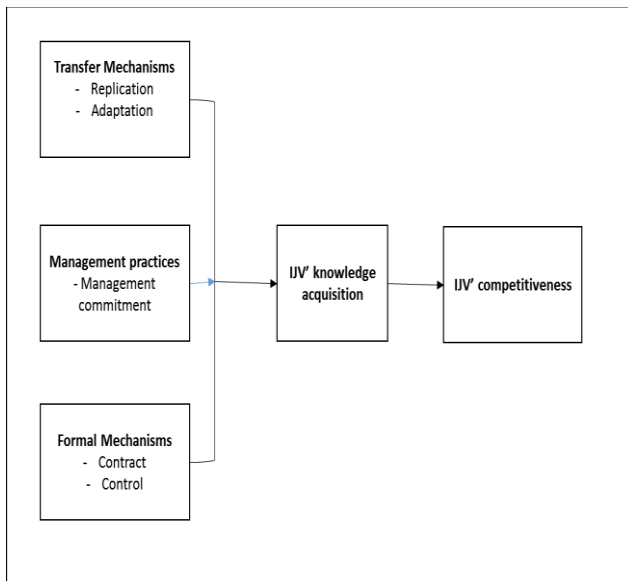 Transfer Mechanisms
- Replication
- Adaptation
Management practices
- Management
commitment
Formal Mechanisms
- Contract
- Control
IJV' knowledge
acquisition
IJV' competitiveness